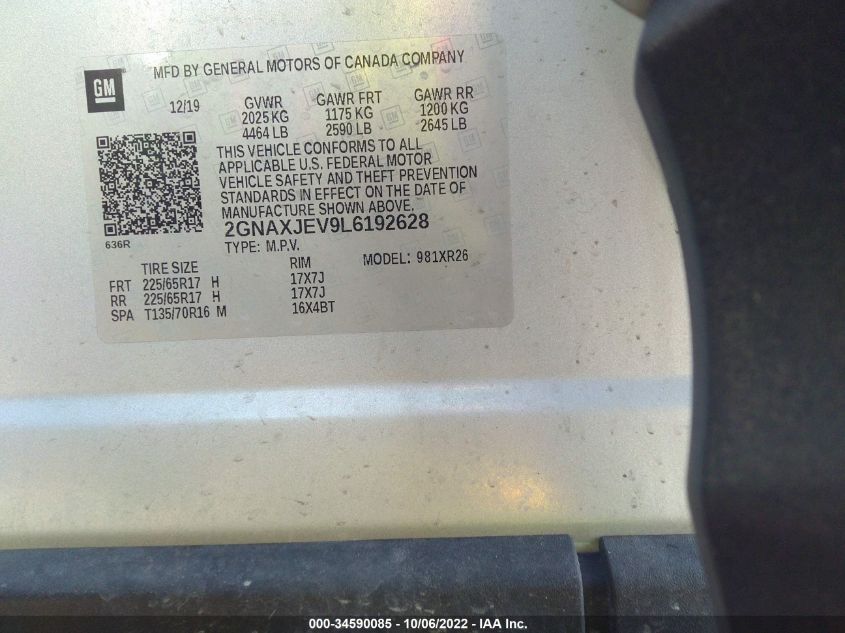 MFD BY GENERAL MOTORS OF CANADA COMPANY
GM
12/19 GVWR GAWR FRT GAWR RR
2025 KG 1175 KG 1200 KG
4464 LB 2590 LB 2645 LB
THIS VEHICLE CONFORMS TO ALL
APPLICABLE U.S. FEDERAL MOTOR
VEHICLE SAFETY AND THEFT PREVENTION
STANDARDS IN EFFECT ON THE DATE OF
MANUFACTURE SHOWN ABOVE.
2GNAXJEV9L6192628
636R
TYPE: M.P.V.
TIRE SIZE RIM MODEL: 981XR26
FRT 225/65R17 H 17X7J
RR 225/65R17 H 17X7J
SPA T135/70R16 M 16X4BT
000-34590085 - 10/06/2022 - IAA Inc.